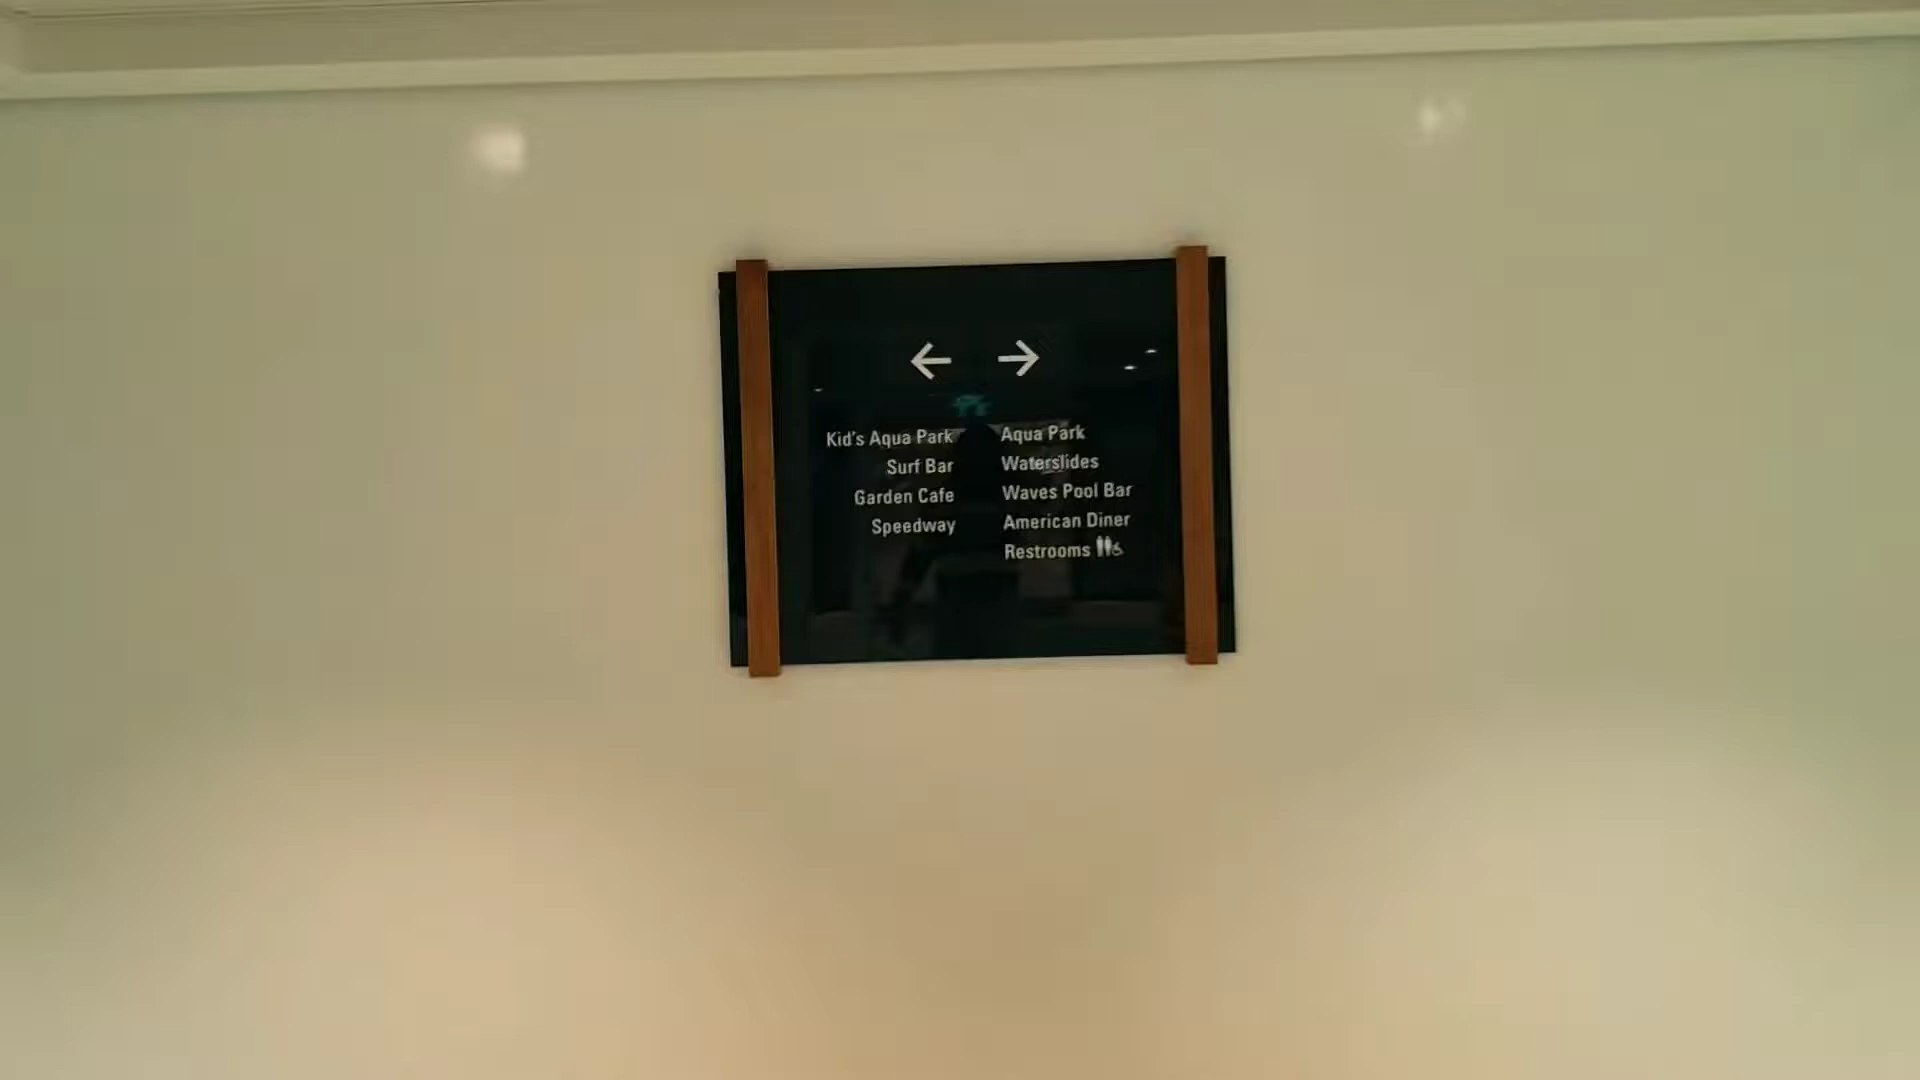 Kid's Aqua Park
Surf Bar
Garden Cafe
Speedway
Aqua Park
Waterslides
Waves Pool Bar
American Diner
Restrooms